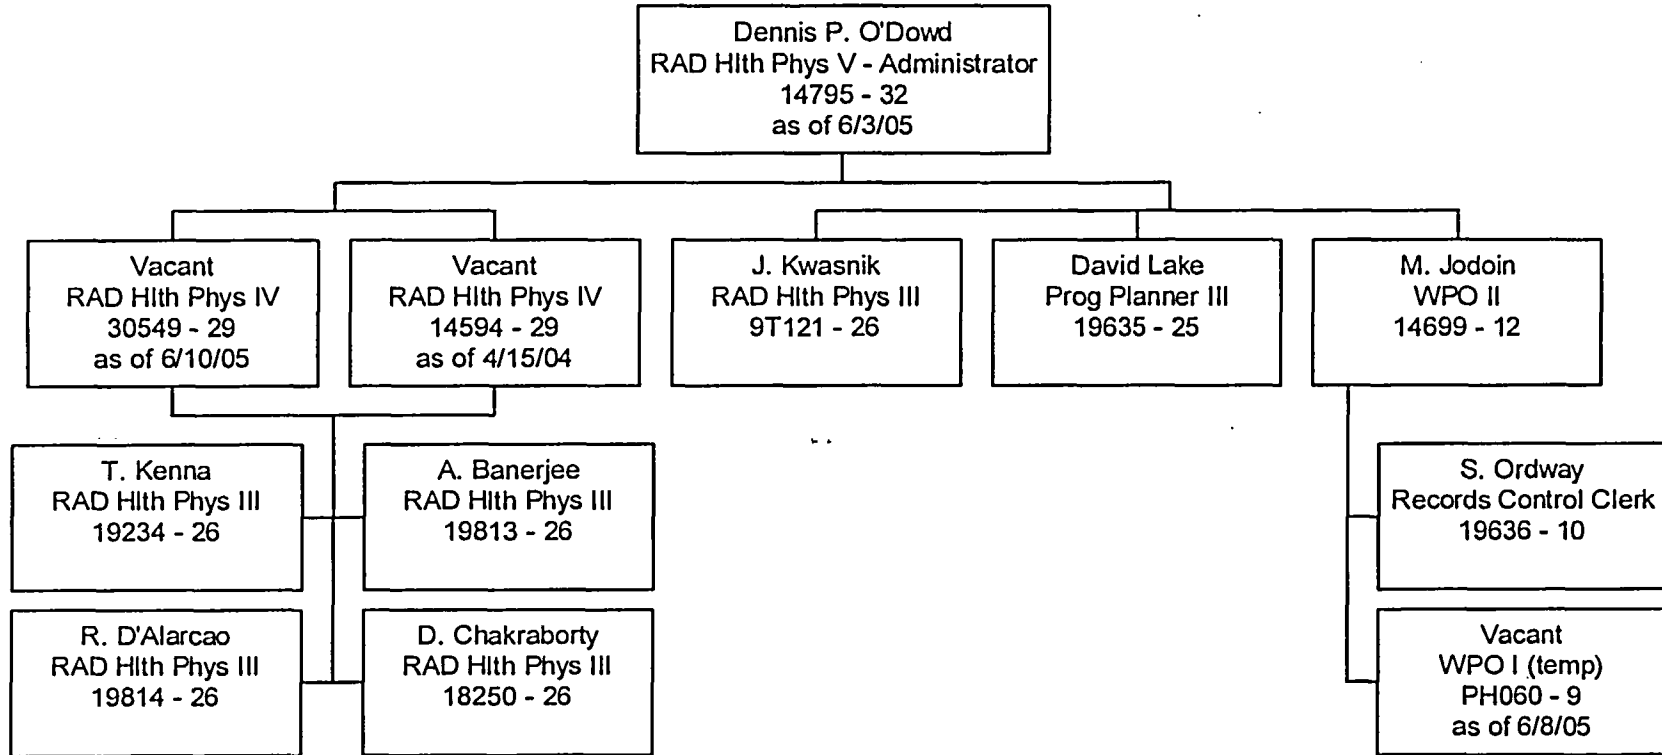 Dennis P. O'Dowd
RAD Hlth Phys V - Administrator
14795 - 32
as of 6/3/05
Vacant
RAD Hlth Phys IV
30549 - 29
as of 6/10/05
Vacant
RAD Hlth Phys IV
14594 - 29
as of 4/15/04
J. Kwasnik
RAD Hlth Phys III
9T121 - 26
David Lake
Prog Planner III
19635 - 25
M. Jodoin
WPO II
14699 - 12
T. Kenna
RAD Hlth Phys III
19234 - 26
A. Banerjee
RAD Hlth Phys III
19813 - 26
S. Ordway
Records Control Clerk
19636 - 10
R. D'Alarcao
RAD Hlth Phys III
19814 - 26
D. Chakraborty
RAD Hlth Phys III
18250 - 26
Vacant
WPO I (temp)
PH060 - 9
as of 6/8/05